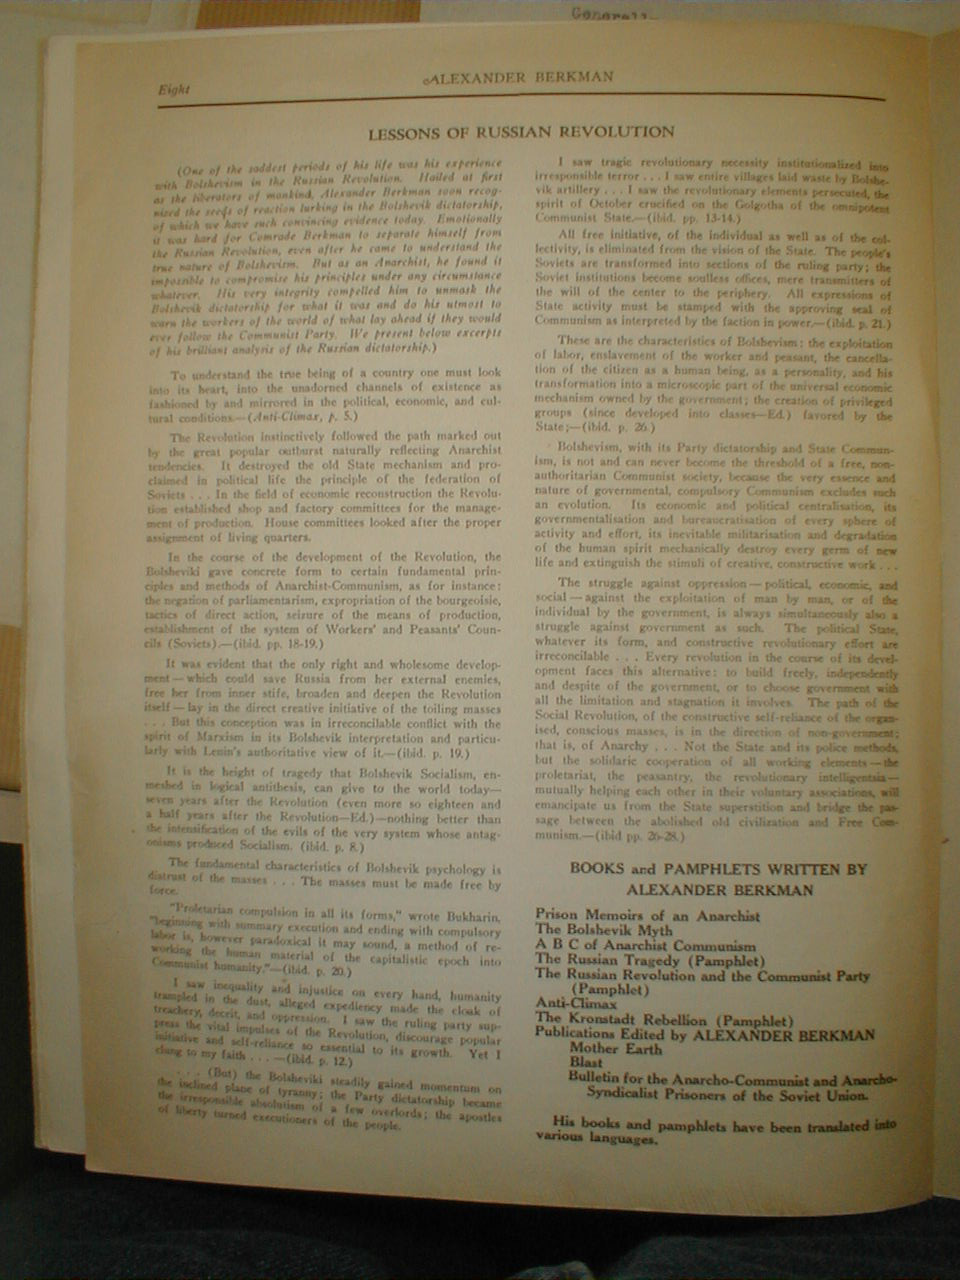 Generall
Eight
ALEXANDER BERKMAN
LESSONS OF RUSSIAN REVOLUTION
(One of the saddest periods of his life was his experience
with Bolshevism in the Russian Revolution. Hailed at first
as the liberators of mankind, Alexander Berkman soon recog-
nized the seeds of reaction lurking in the Bolshevik dictatorship,
of which we have such convincing evidence today. Emotionally
it was hard for Comrade Berkman to separate himself from
the Russian Revolution, even after he came to understand the
true nature of Bolshevism. But as an Anarchist, he found it
impossible to compromise his principles under any circumstance
whatever. His very integrity compelled him to unmask the
Bolshevik dictatorship for what it was and do his utmost to
warn the workers of the world of what lay ahead if they would
ever follow the Communist Party. We present below excerpts
of his brilliant analysis of the Russian dictatorship.)
To understand the true being of a country one must look
into its heart, into the unadorned channels of existence as
fashioned by and mirrored in the political, economic, and cul-
tural conditions.—(Anti-Climax, p. 5.)
The Revolution instinctively followed the path marked out
by the great popular outburst naturally reflecting Anarchist
tendencies. It destroyed the old State mechanism and pro-
claimed in political life the principle of the federation of
Soviets . . . In the field of economic reconstruction the Revolu-
tion established shop and factory committees for the manage-
ment of production. House committees looked after the proper
assignment of living quarters.
In the course of the development of the Revolution, the
Bolsheviki gave concrete form to certain fundamental prin-
ciples and methods of Anarchist-Communism, as for instance:
the negation of parliamentarism, expropriation of the bourgeoisie,
tactics of direct action, seizure of the means of production,
establishment of the system of Workers' and Peasants' Coun-
cils (Soviets).—(ibid. pp. 18-19.)
It was evident that the only right and wholesome develop-
ment—which could save Russia from her external enemies,
free her from inner stife, broaden and deepen the Revolution
itself—lay in the direct creative initiative of the toiling masses
. . . But this conception was in irreconcilable conflict with the
spirit of Marxism in its Bolshevik interpretation and particu-
larly with Lenin's authoritative view of it.—(ibid. p. 19.)
It is the height of tragedy that Bolshevik Socialism, en-
meshed in logical antithesis, can give to the world today—
seven years after the Revolution (even more so eighteen and
a half years after the Revolution—Ed.)—nothing better than
the intensification of the evils of the very system whose antag-
onisms produced Socialism. (ibid. p. 8.)
The fundamental characteristics of Bolshevik psychology is
distrust of the masses . . . The masses must be made free by
force.
"Proletarian compulsion in all its forms," wrote Bukharin,
"beginning with summary execution and ending with compulsory
labor is, however paradoxical it may sound, a method of re-
working the human material of the capitalistic epoch into
Communist humanity."—(ibid. p. 20.)
I saw inequality and injustice on every hand, humanity
trampled in the dust, alleged expediency made the cloak of
treachery, deceit, and oppression. I saw the ruling party sup-
press the vital impulses of the Revolution, discourage popular
initiative and self-reliance so essential to its growth. Yet I
clung to my faith . . . —(ibid. p. 12.)
. . . (But) the Bolsheviki steadily gained momentum on
the inclined plane of tyranny; the Party dictatorship became
the irresponsible absolutism of a few overlords; the apostles
of liberty turned executioners of the people.
I saw tragic revolutionary necessity institutionalized into
irresponsible terror . . . I saw entire villages laid waste by Bolshe-
vik artillery . . . I saw the revolutionary elements persecuted, the
spirit of October crucified on the Golgotha of the omnipotent
Communist State.—(ibid. pp. 13-14.)
All free initiative, of the individual as well as of the col-
lectivity, is eliminated from the vision of the State. The people's
Soviets are transformed into sections of the ruling party; the
Soviet institutions become soulless offices, mere transmitters of
the will of the center to the periphery. All expressions of
State activity must be stamped with the approving seal of
Communism as interpreted by the faction in power.—(ibid. p. 21.)
These are the characteristics of Bolshevism: the exploitation
of labor, enslavement of the worker and peasant, the cancella-
tion of the citizen as a human being, as a personality, and his
transformation into a microscopic part of the universal economic
mechanism owned by the government; the creation of privileged
groups (since developed into classes—Ed.) favored by the
State;—(ibid. p. 26.)
Bolshevism, with its Party dictatorship and State Commun-
ism, is not and can never become the threshold of a free, non-
authoritarian Communist society, because the very essence and
nature of governmental, compulsory Communism excludes such
an evolution. Its economic and political centralisation, its
governmentalisation and bureaucratisation of every sphere of
activity and effort, its inevitable militarisation and degradation
of the human spirit mechanically destroy every germ of new
life and extinguish the stimuli of creative, constructive work . . .
The struggle against oppression—political, economic, and
social—against the exploitation of man by man, or of the
individual by the government, is always simultaneously also a
struggle against government as such. The political State,
whatever its form, and constructive revolutionary effort are
irreconcilable . . . Every revolution in the course of its devel-
opment faces this alternative: to build freely, independently
and despite of the government, or to choose government with
all the limitation and stagnation it involves. The path of the
Social Revolution, of the constructive self-reliance of the organ-
ised, conscious masses, is in the direction of non-government;
that is, of Anarchy . . . Not the State and its police methods,
but the solidaric cooperation of all working elements—the
proletariat, the peasantry, the revolutionary intelligentsia—
mutually helping each other in their voluntary associations, will
emancipate us from the State superstition and bridge the pas-
sage between the abolished old civilization and Free Com-
munism.—(ibid pp. 26-28.)
BOOKS and PAMPHLETS WRITTEN BY
ALEXANDER BERKMAN
Prison Memoirs of an Anarchist
The Bolshevik Myth
A B C of Anarchist Communism
The Russian Tragedy (Pamphlet)
The Russian Revolution and the Communist Party
(Pamphlet)
Anti-Climax
The Kronstadt Rebellion (Pamphlet)
Publications Edited by ALEXANDER BERKMAN
Mother Earth
Blast
Bulletin for the Anarcho-Communist and Anarcho-
Syndicalist Prisoners of the Soviet Union.
His books and pamphlets have been translated into
various languages.